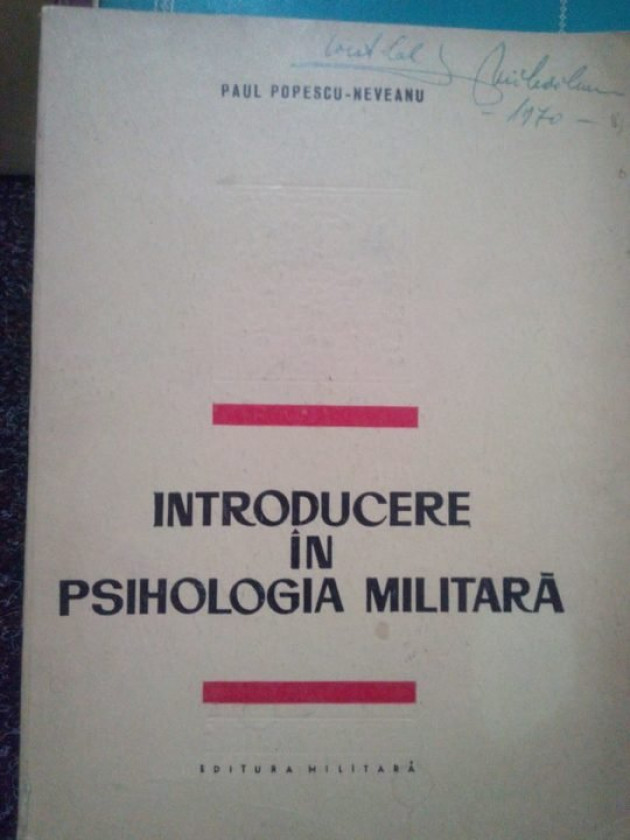 PAUL POPESCU-NEVEANU
- 1970 -
INTRODUCERE
ÎN
PSIHOLOGIA MILITARĂ
EDITURA MILITARĂ